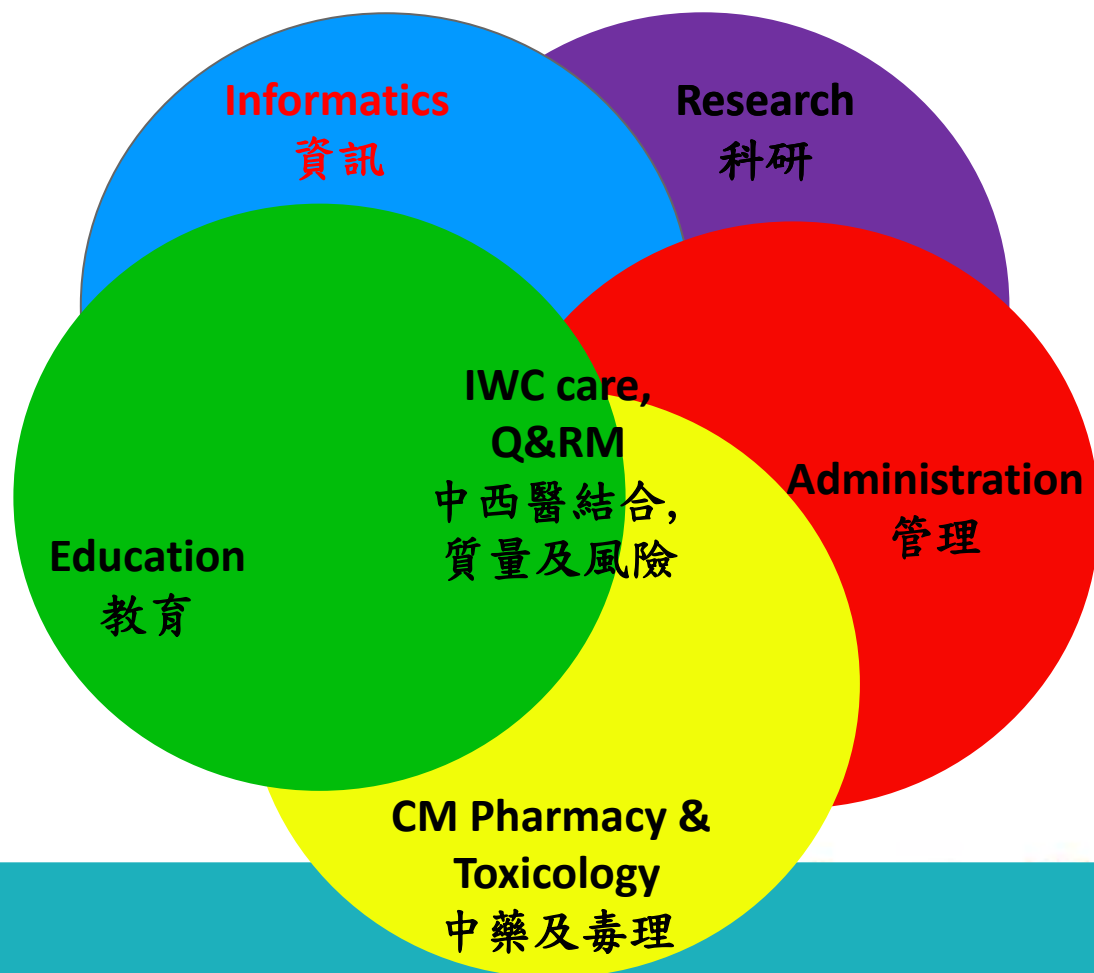 Informatics
資訊
Research
科研
IWC care,
Q&RM
中西醫結合,
質量及風險
Administration
管理
Education
教育
CM Pharmacy &
Toxicology
中藥及毒理